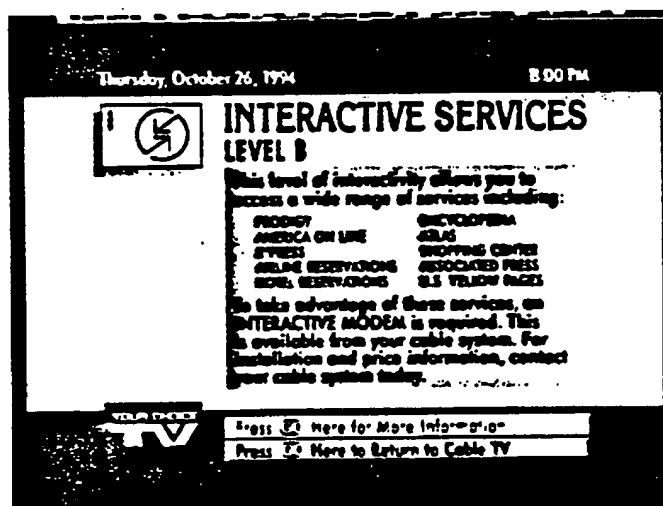 Thursday, October 26, 1994
8:00 PM
INTERACTIVE SERVICES
LEVEL B
This level of interactivity allows you to
access a wide range of services including:
PRODIGY
ENCYCLOPEDIA
AMERICA ON LINE
ATLAS
X*PRESS
SHOPPING CENTER
AIRLINE RESERVATIONS
ASSOCIATED PRESS
HOTEL RESERVATIONS
U.S. YELLOW PAGES
To take advantage of these services, an
INTERACTIVE MODEM is required. This
is available from your cable system. For
installation and price information, contact
your cable system today.
YOUR CHOICE
TV
Press Here for More Information
Press Here to Return to Cable TV